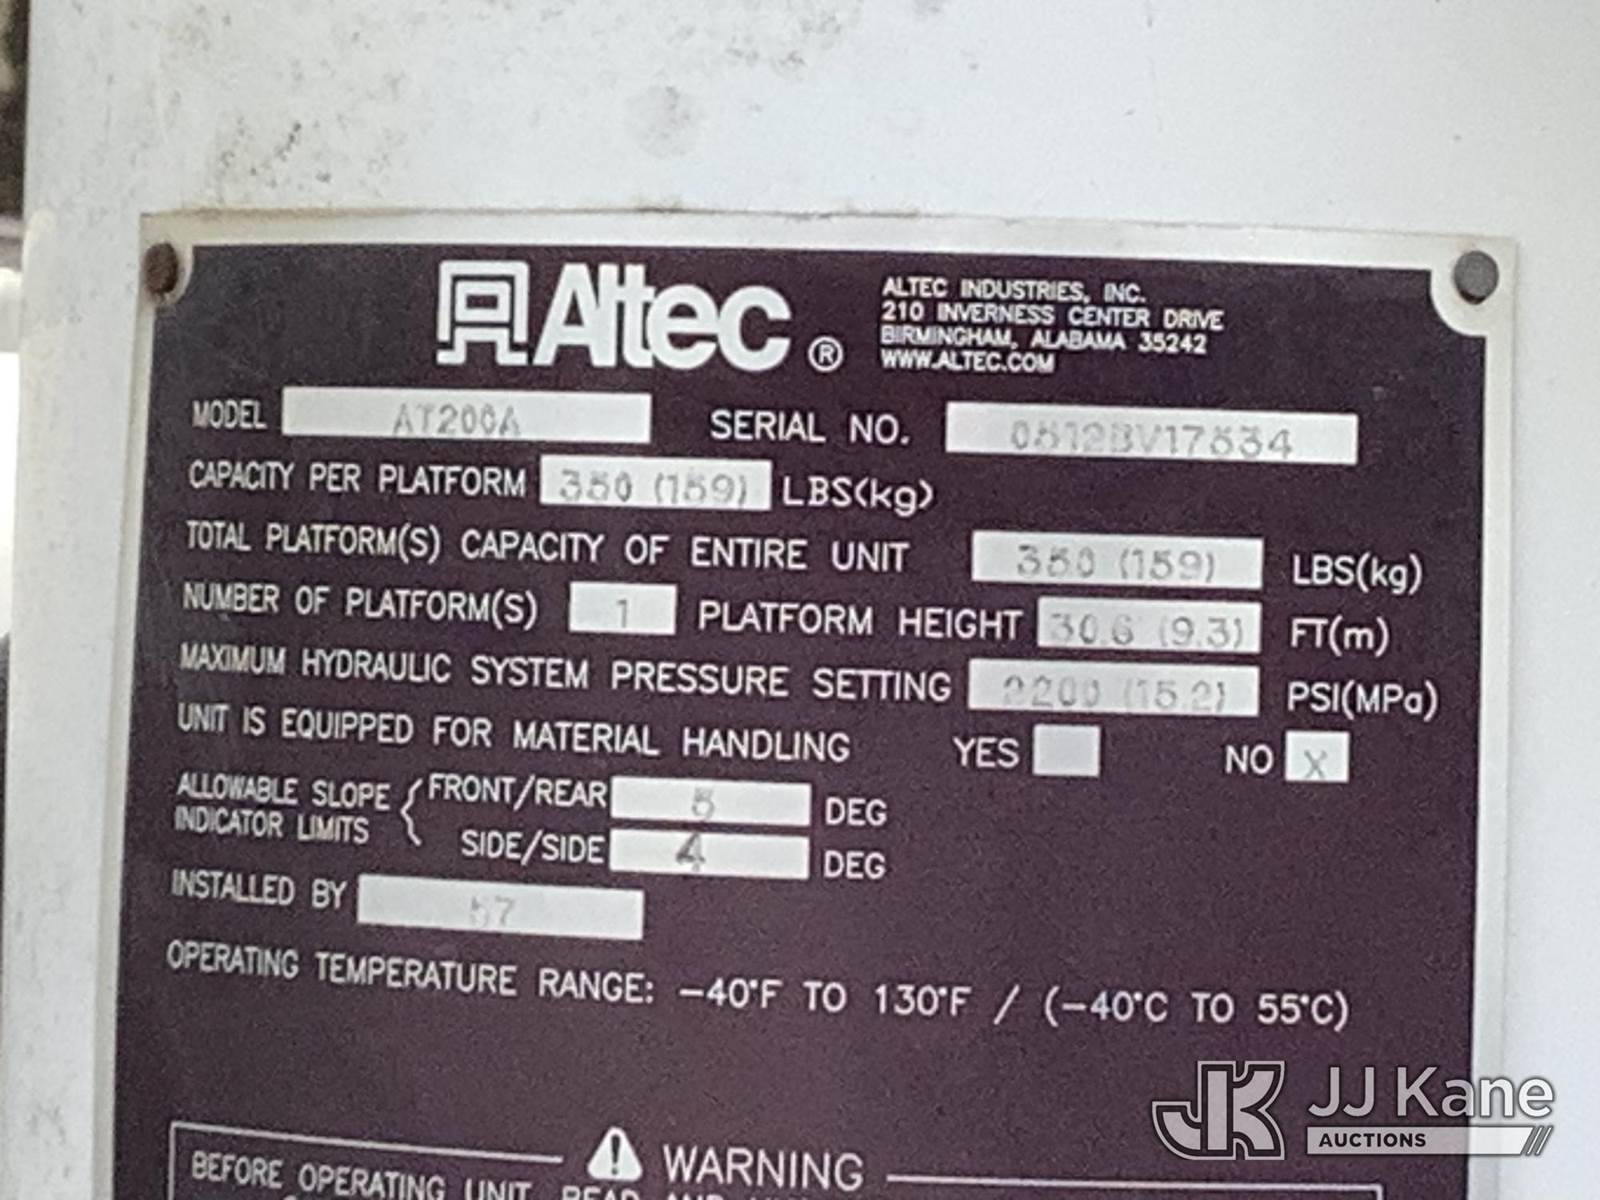 Altec ®
ALTEC INDUSTRIES, INC.
210 INVERNESS CENTER DRIVE
BIRMINGHAM, ALABAMA 35242
WWW.ALTEC.COM
MODEL AT200A SERIAL NO.
CAPACITY PER PLATFORM 350 (159) LBS(kg)
TOTAL PLATFORM(S) CAPACITY OF ENTIRE UNIT 350 (159) LBS(kg)
NUMBER OF PLATFORM(S) 1 PLATFORM HEIGHT 30.6 (9.3) FT(m)
MAXIMUM HYDRAULIC SYSTEM PRESSURE SETTING 2200 (15.2) PSI(MPa)
UNIT IS EQUIPPED FOR MATERIAL HANDLING YES NO X
ALLOWABLE SLOPE INDICATOR LIMITS FRONT/REAR 5 DEG
SIDE/SIDE 4 DEG
INSTALLED BY 57
OPERATING TEMPERATURE RANGE: -40°F TO 130°F / (-40°C TO 55°C)
WARNING
BEFORE OPERATING UNIT, READ AND
JK JJ Kane
AUCTIONS